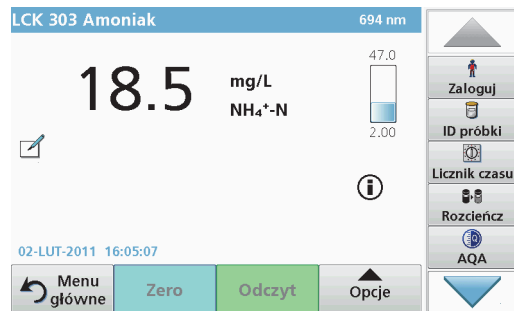 LCK 303 Amoniak 694 nm
47.0
18.5 mg/L
NH₄⁺-N
2.00
02-LUT-2011 16:05:07
Menu
główne
Zero
Odczyt
Opcje
Zaloguj
ID próbki
Licznik czasu
Rozcieńcz
AQ
AQA